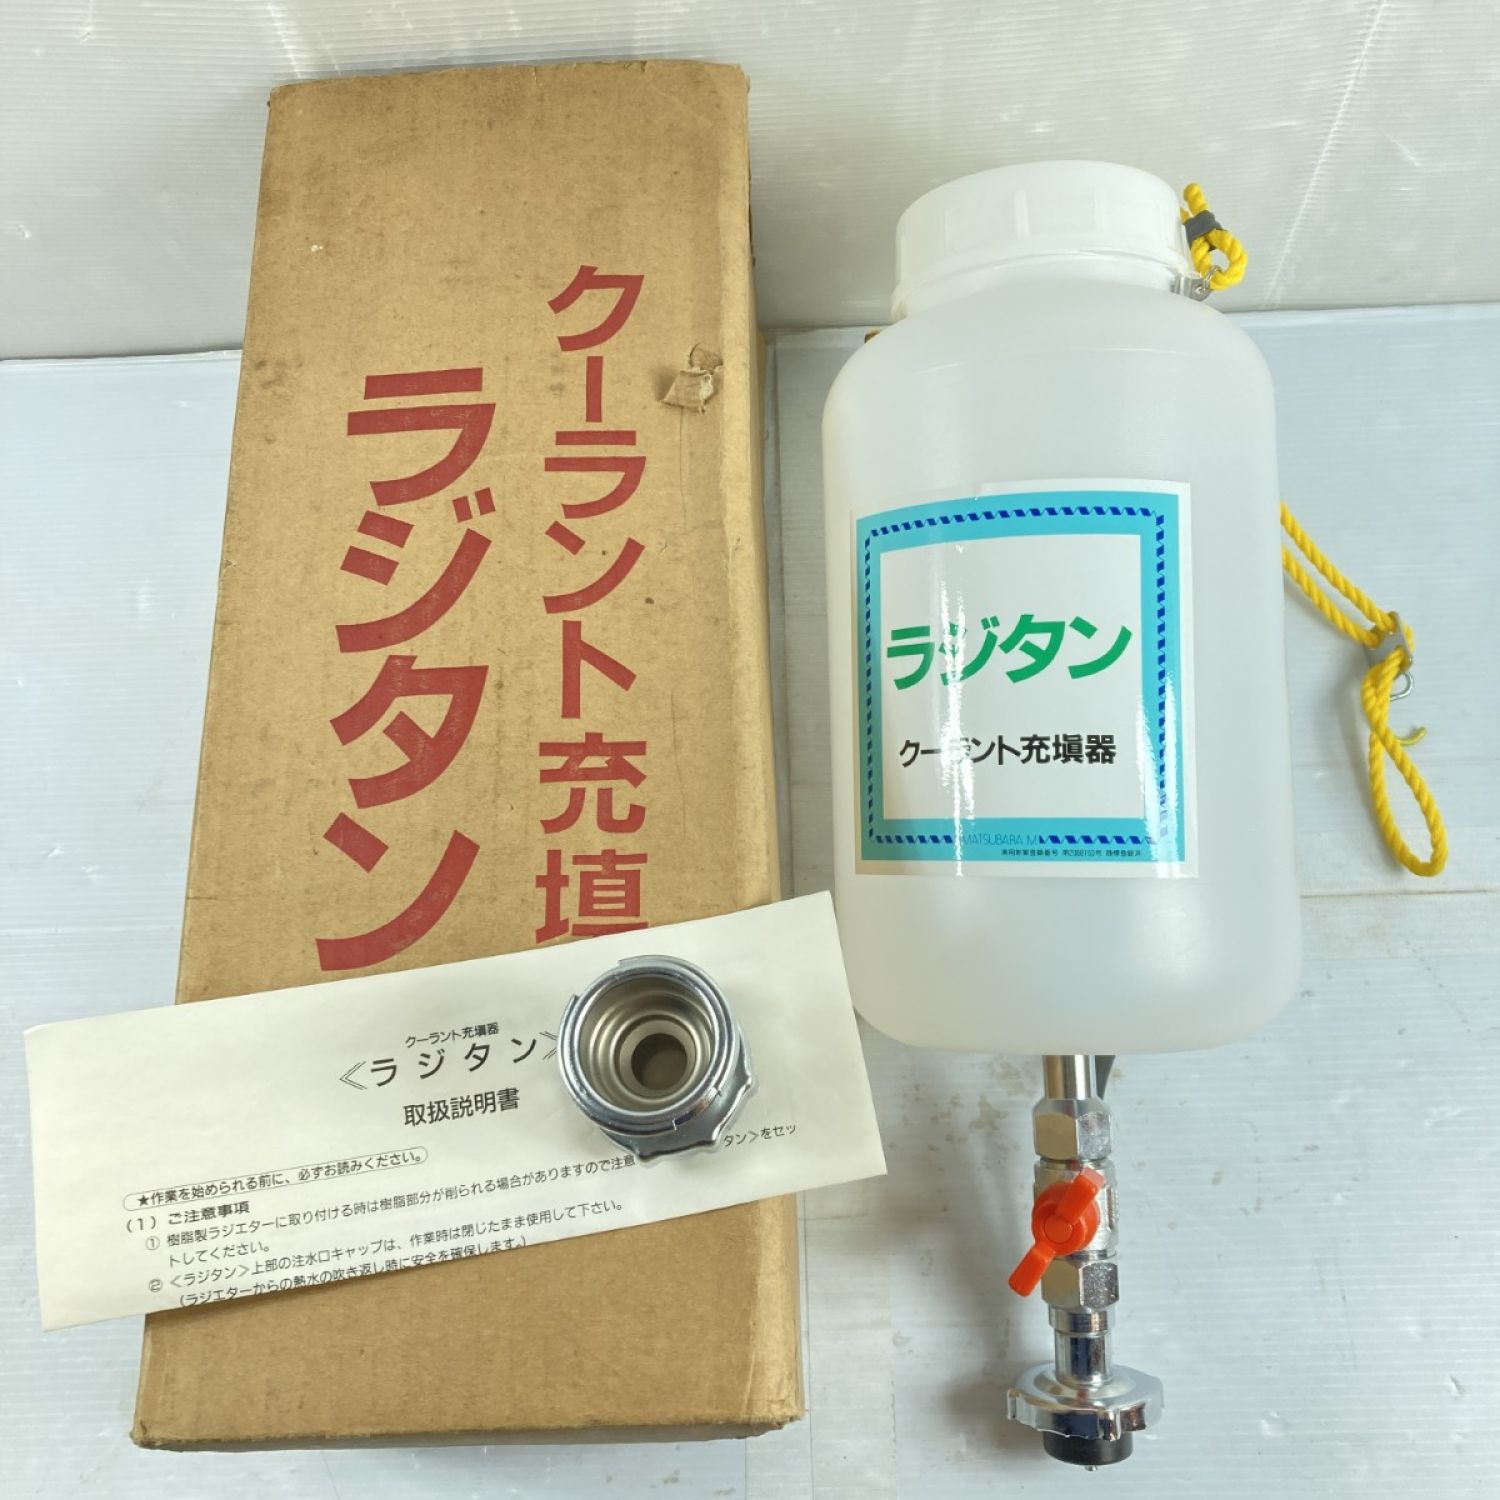 クーラント充填
ラジタン
ラジタン
クーラント充塡器
MATSUBARA M
クーラント充塡器
≪ラジタン≫
取扱説明書
★作業を始められる前に、必ずお読みください。
(1)ご注意事項
① 樹脂製ラジエターに取り付ける時は樹脂部分が削られる場合がありますので注意
タン＞をセッ
トしてください。
② ＜ラジタン＞上部の注水口キャップは、作業時は閉じたまま使用して下さい。
(ラジエターからの熱水の吹き返し時に安全を確保します。)